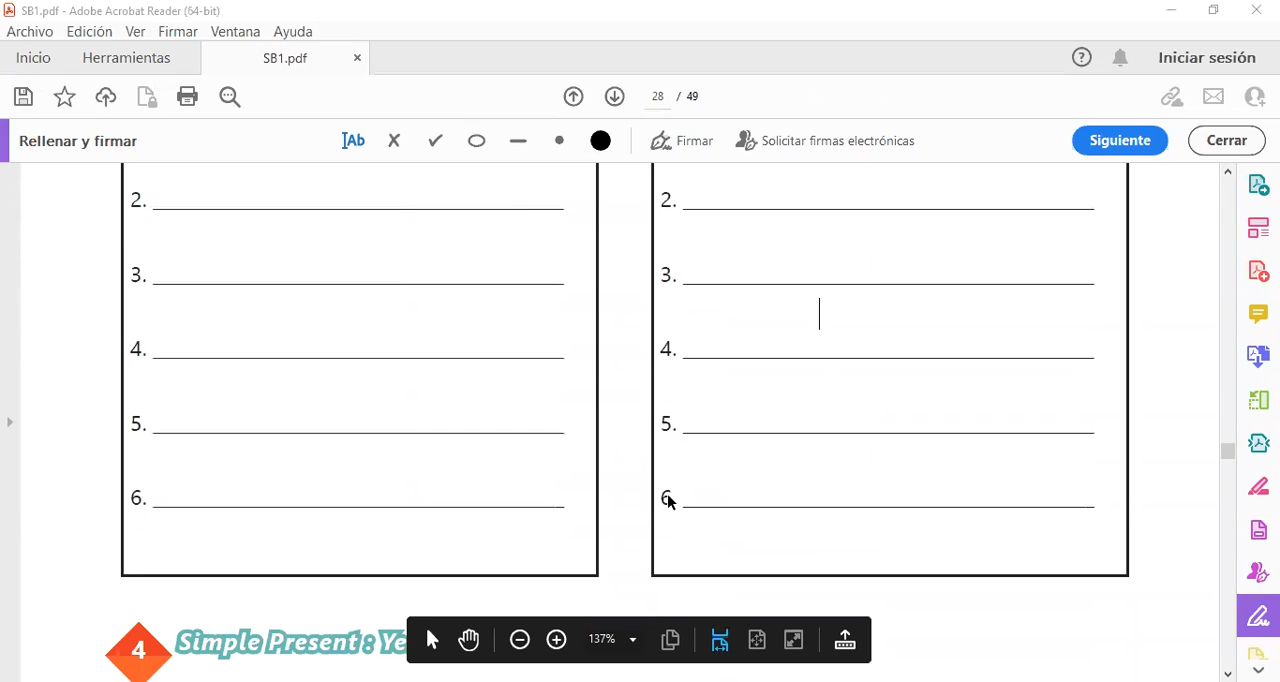 SB1.pdf - Adobe Acrobat Reader (64-bit)
Archivo Edición Ver Firmar Ventana Ayuda
Inicio Herramientas SB1.pdf × Iniciar sesión
28 / 49
Rellenar y firmar Ab Firmar Solicitar firmas electrónicas Siguiente Cerrar
2. 2.
3. 3.
4. 4.
5. 5.
6. 6
4 Simple Present : Ye
137%